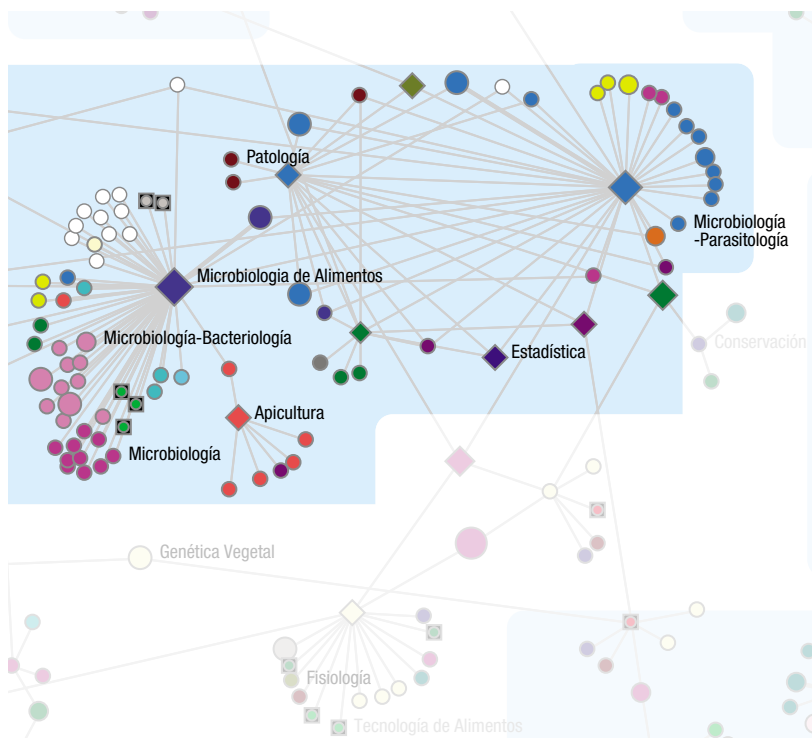 Patología
Microbiología
-Parasitología
Microbiologia de Alimentos
Microbiología-Bacteriología
Conservación
Estadística
Apicultura
Microbiología
Genética Vegetal
Fisiología
Tecnología de Alimentos